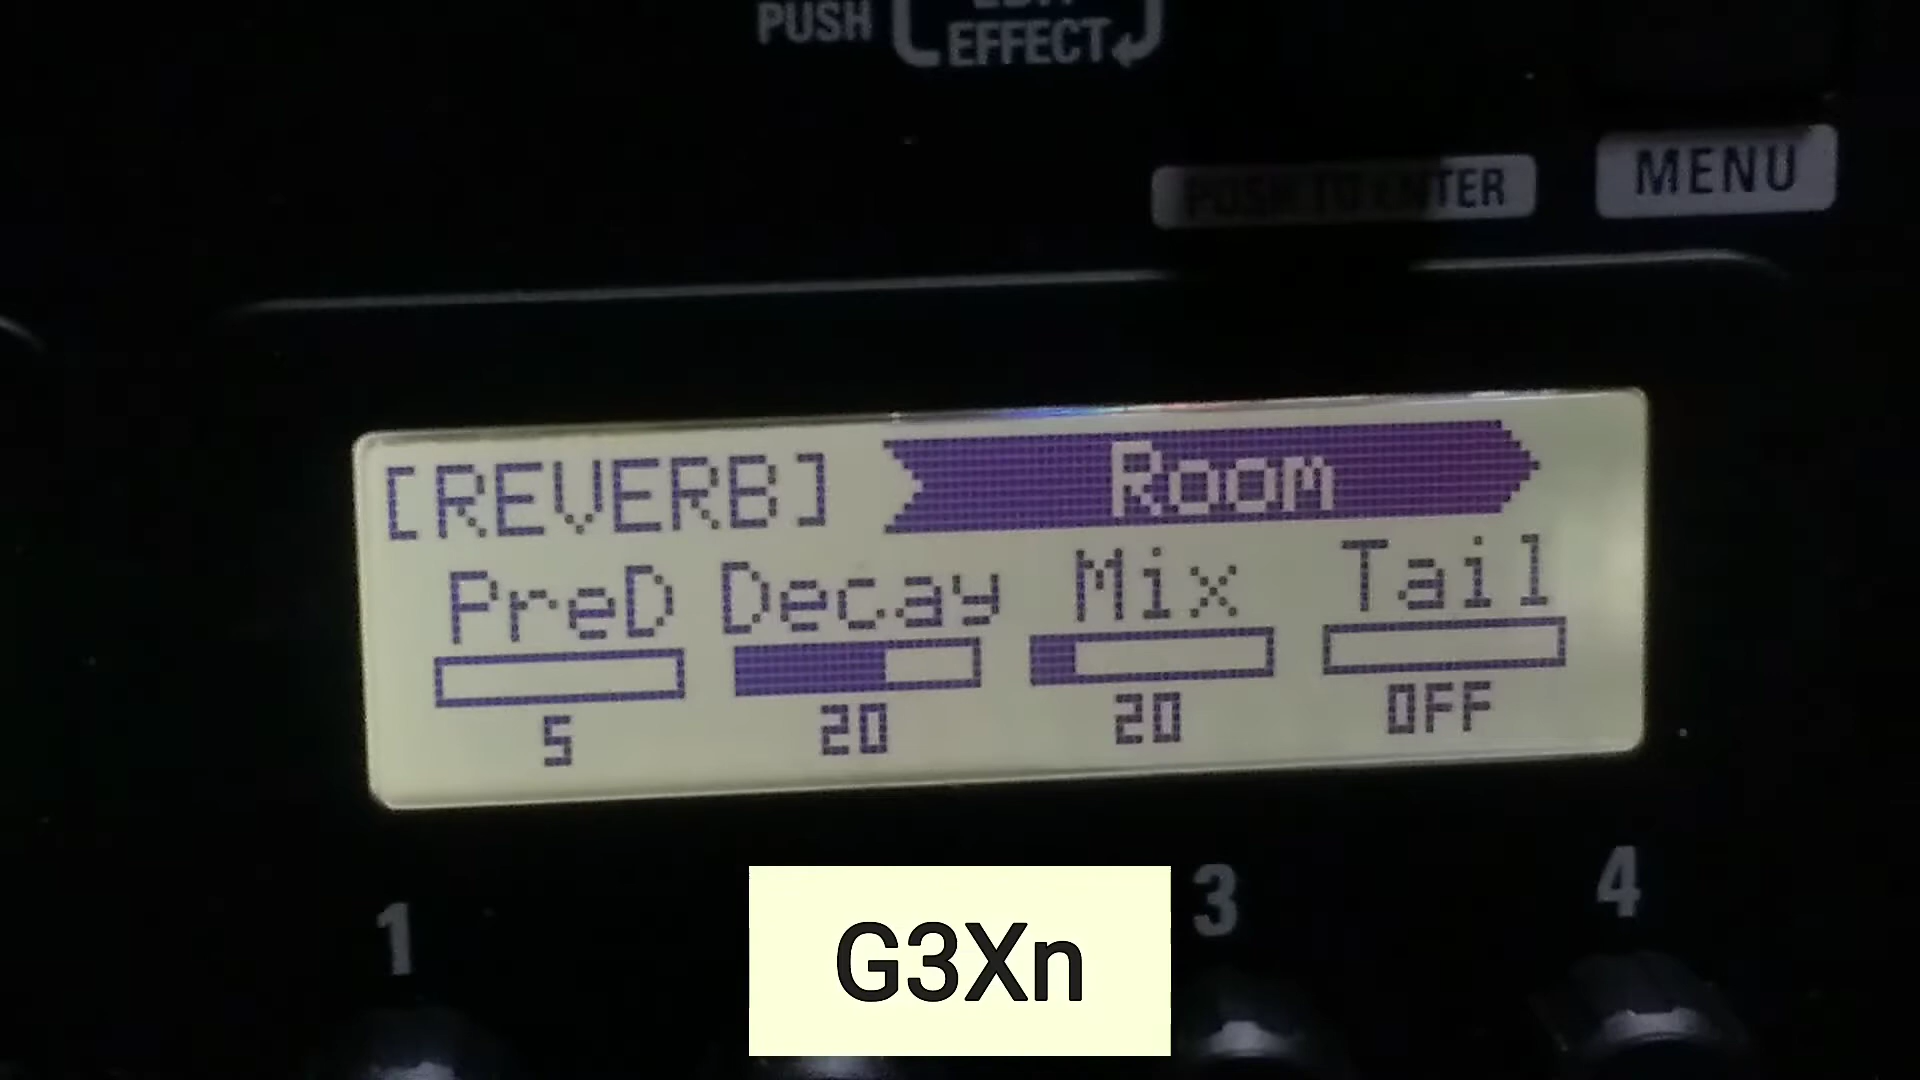 PUSH
EFFECT
PUSH TO ENTER
MENU
[REVERB] Room
PreD Decay Mix Tail
5 20 20 OFF
1 3 4
G3Xn